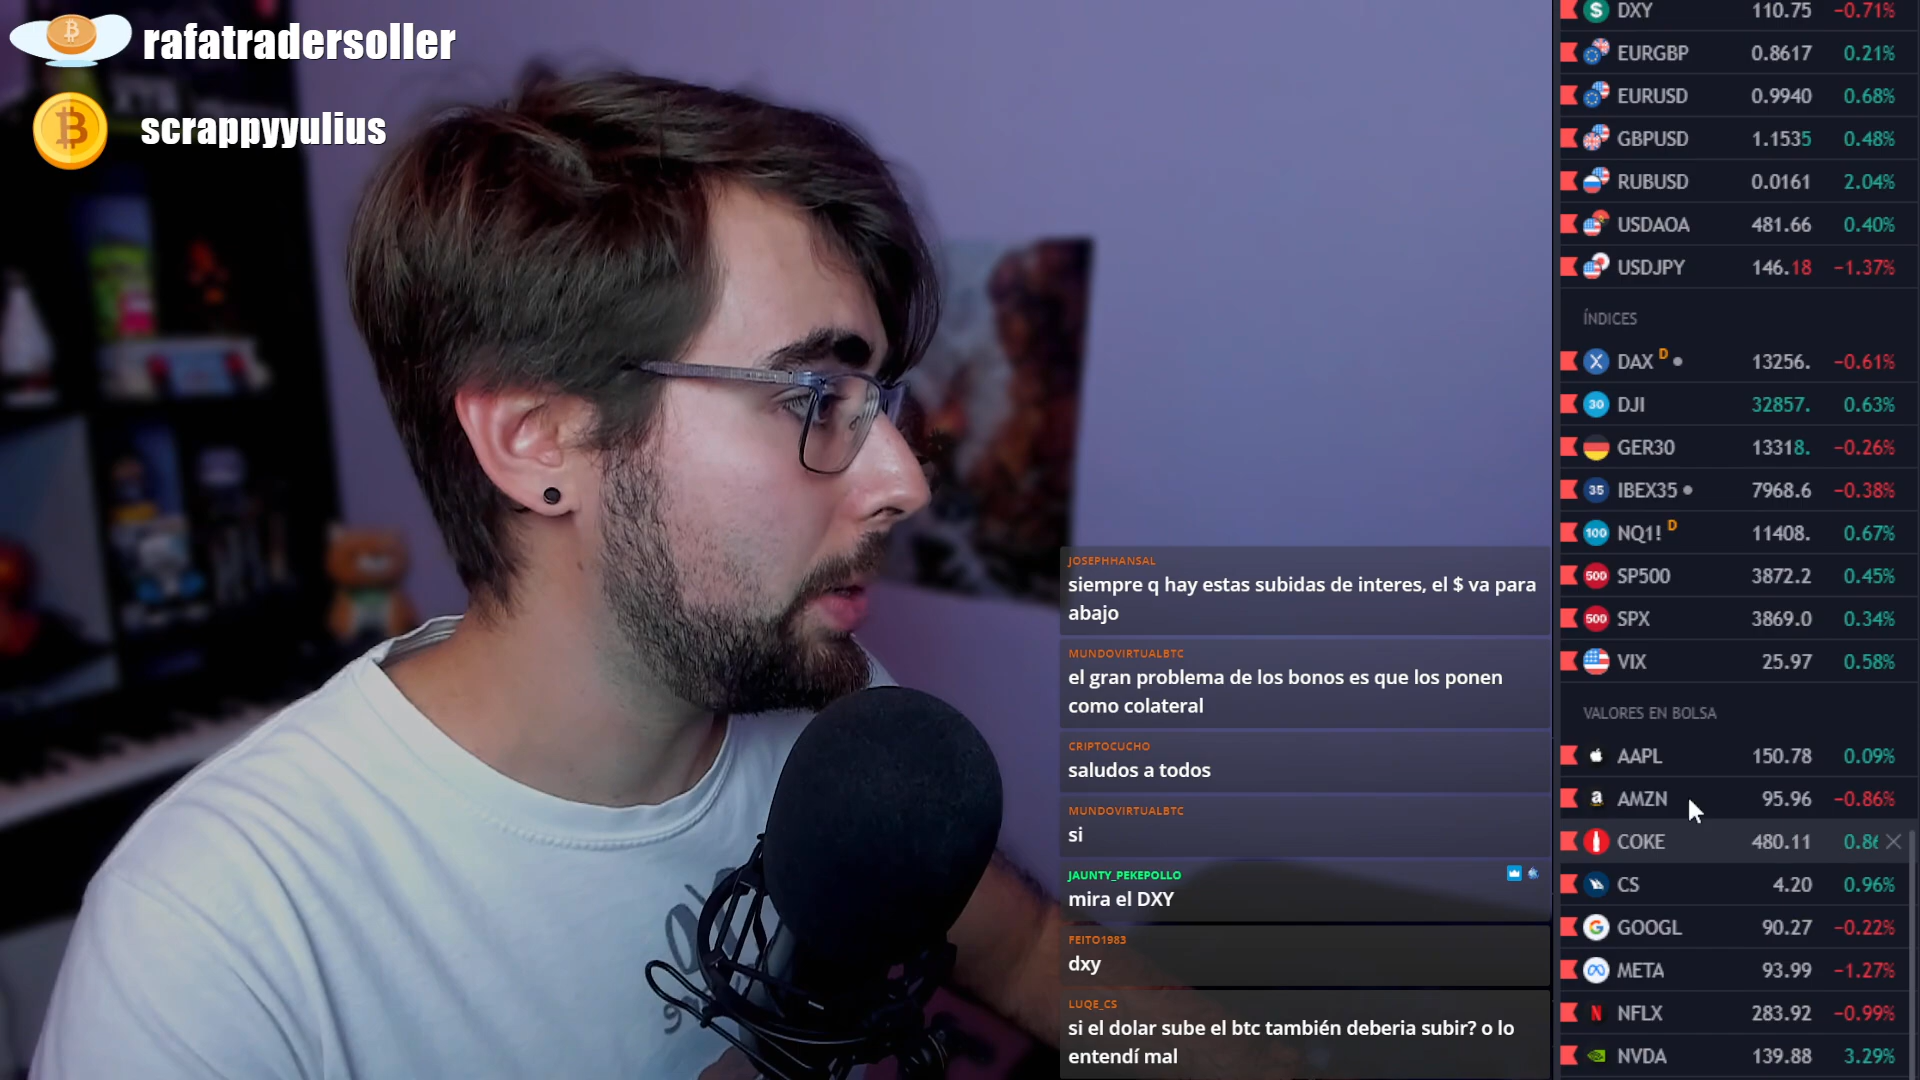 rafatradersoller
scrappyyulius
JOSEPHHANSAL
siempre q hay estas subidas de interes, el $ va para
abajo
MUNDOVIRTUALBTC
el gran problema de los bonos es que los ponen
como colateral
CRIPTOCUCHO
saludos a todos
MUNDOVIRTUALBTC
si
JAUNTY_PEKEPOLLO
mira el DXY
FEITO1983
dxy
LUQE_CS
si el dolar sube el btc también deberia subir? o lo
entendí mal
DXY 110.75 −0.71%
EURGBP 0.8617 0.21%
EURUSD 0.9940 0.68%
GBPUSD 1.1535 0.48%
RUBUSD 0.0161 2.04%
USDAOA 481.66 0.40%
USDJPY 146.18 −1.37%
ÍNDICES
DAX D 13256. −0.61%
30 DJI 32857. 0.63%
GER30 13318. −0.26%
35 IBEX35 7968.6 −0.38%
100 NQ1! D 11408. 0.67%
500 SP500 3872.2 0.45%
500 SPX 3869.0 0.34%
VIX 25.97 0.58%
VALORES EN BOLSA
AAPL 150.78 0.09%
AMZN 95.96 −0.86%
COKE 480.11 0.86
CS 4.20 0.96%
GOOGL 90.27 −0.22%
META 93.99 −1.27%
NFLX 283.92 −0.99%
NVDA 139.88 3.29%